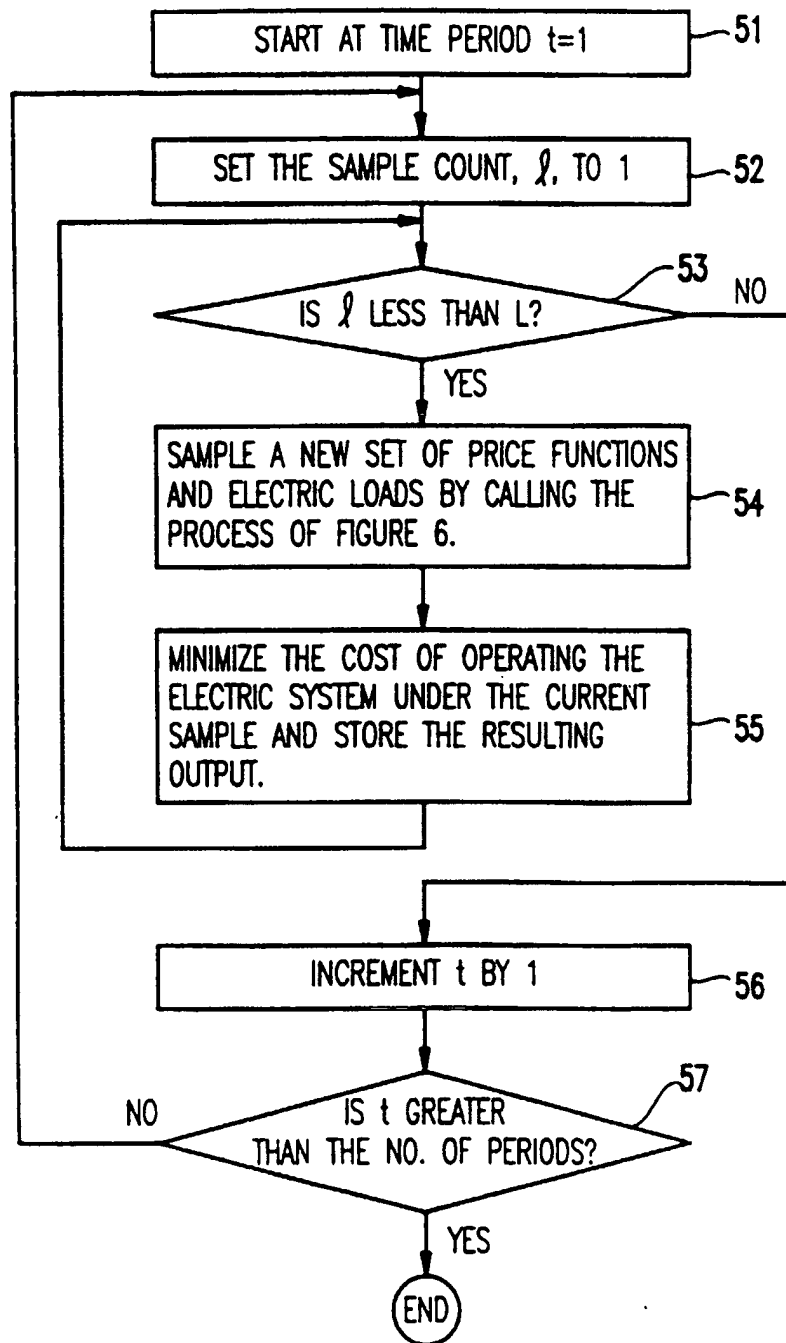 START AT TIME PERIOD t=1
51
SET THE SAMPLE COUNT, ℓ, TO 1
52
53
IS ℓ LESS THAN L?
NO
YES
SAMPLE A NEW SET OF PRICE FUNCTIONS
AND ELECTRIC LOADS BY CALLING THE
PROCESS OF FIGURE 6.
54
MINIMIZE THE COST OF OPERATING THE
ELECTRIC SYSTEM UNDER THE CURRENT
SAMPLE AND STORE THE RESULTING
OUTPUT.
55
INCREMENT t BY 1
56
57
NO
IS t GREATER
THAN THE NO. OF PERIODS?
YES
END